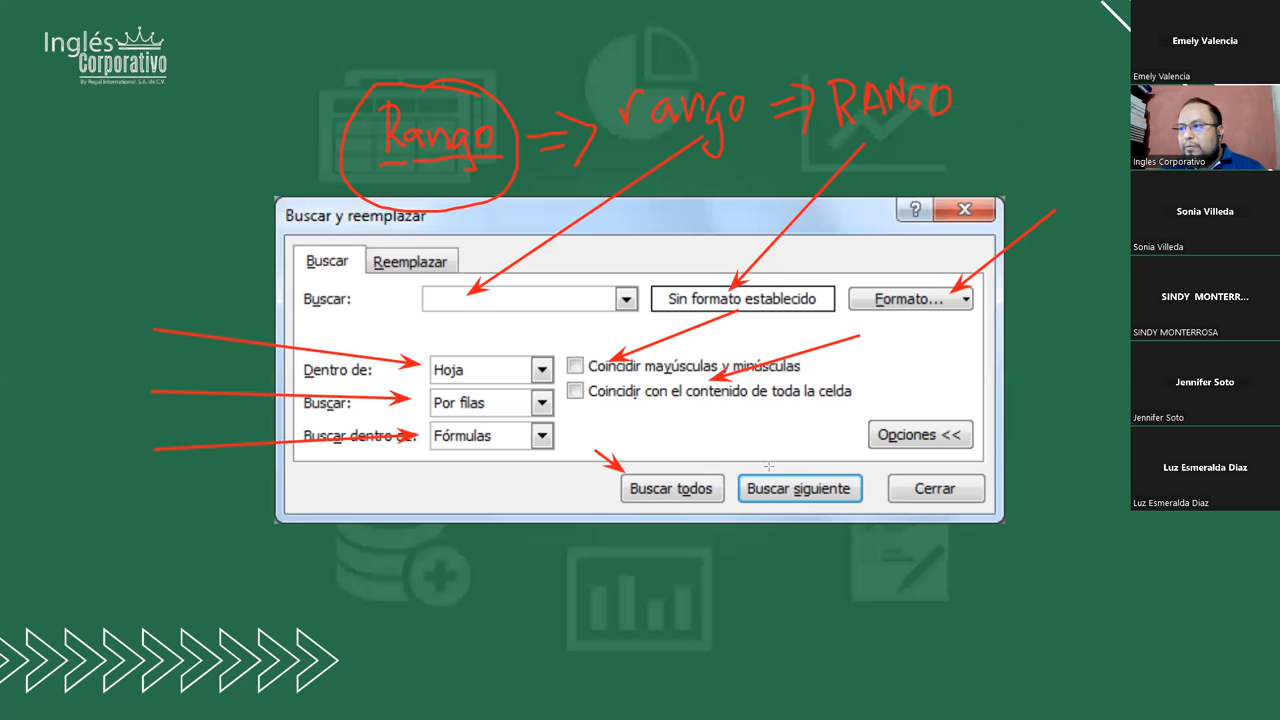 Inglés
Corporativo
By Regal International, S.A. de C.V.
Rango => rango => RANGO
Buscar y reemplazar
?
Buscar
Reemplazar
Buscar:
Sin formato establecido
Formato...
Dentro de:
Hoja
Coincidir mayúsculas y minúsculas
Buscar:
Por filas
Coincidir con el contenido de toda la celda
Buscar dentro de:
Fórmulas
Opciones <<
Buscar todos
Buscar siguiente
Cerrar
Emely Valencia
Emely Valencia
Ingles Corporativo
Sonia Villeda
Sonia Villeda
SINDY MONTERR...
SINDY MONTERROSA
Jennifer Soto
Jennifer Soto
Luz Esmeralda Diaz
Luz Esmeralda Diaz